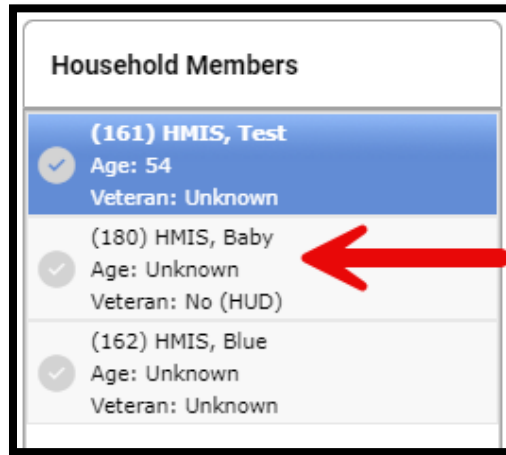 Household Members
(161) HMIS, Test
Age: 54
Veteran: Unknown
(180) HMIS, Baby
Age: Unknown
Veteran: No (HUD)
(162) HMIS, Blue
Age: Unknown
Veteran: Unknown